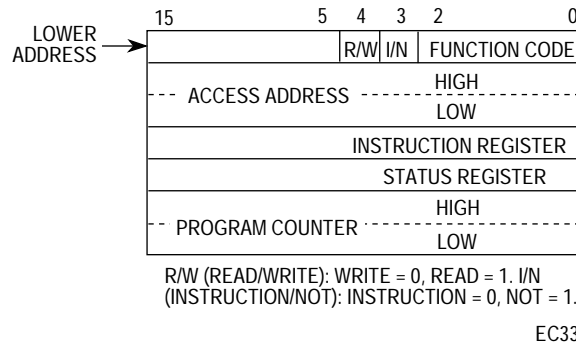 15 5 4 3 2 0
LOWER
ADDRESS
R/W I/N FUNCTION CODE
HIGH
ACCESS ADDRESS
LOW
INSTRUCTION REGISTER
STATUS REGISTER
HIGH
PROGRAM COUNTER
LOW
R/W (READ/WRITE): WRITE = 0, READ = 1. I/N
(INSTRUCTION/NOT): INSTRUCTION = 0, NOT = 1.
EC33